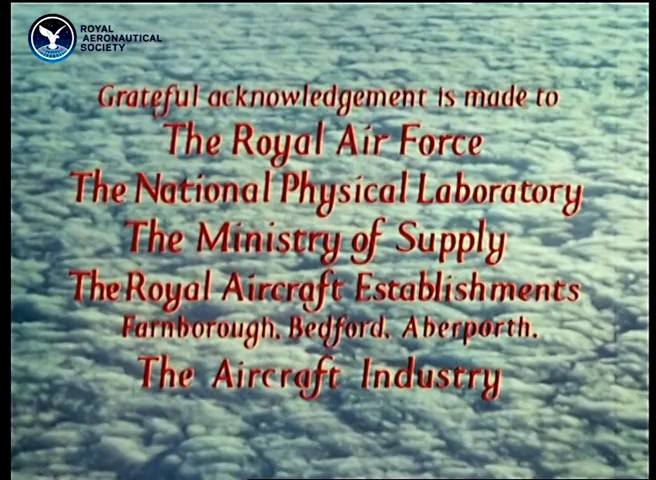 ROYAL
AERONAUTICAL
SOCIETY
Grateful acknowledgement is made to
The Royal Air Force
The National Physical Laboratory
The Ministry of Supply
The Royal Aircraft Establishments
Farnborough, Bedford, Aberporth.
The Aircraft Industry